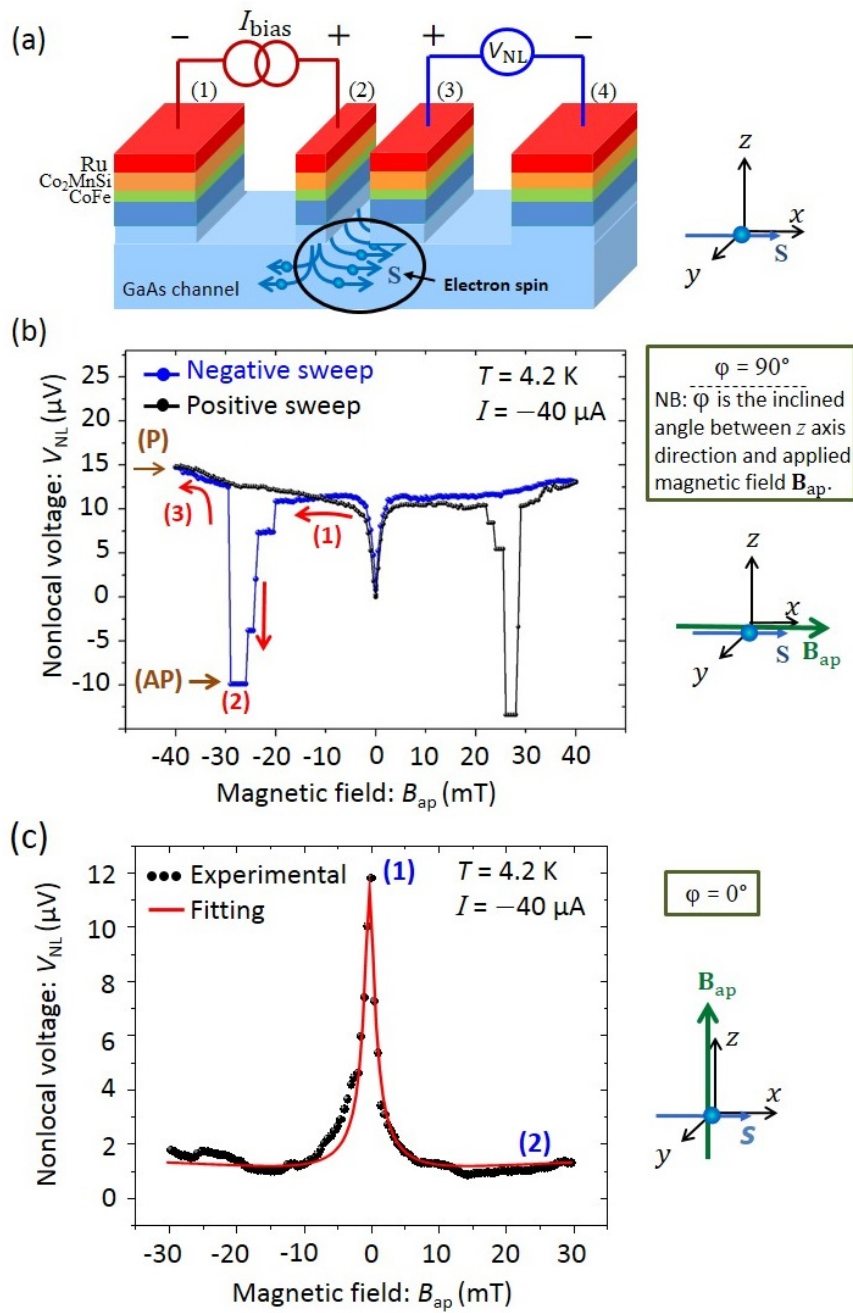 (a)
− I_bias + + V_NL −
(1) (2) (3) (4)
Ru
Co₂MnSi
CoFe
GaAs channel
S
Electron spin
z
x
y
S
(b)
Negative sweep
Positive sweep
T = 4.2 K
I = −40 µA
(P)
(3)
(1)
(AP)
(2)
Nonlocal voltage: V_NL (µV)
25
20
15
10
5
0
-5
-10
-40 -30 -20 -10 0 10 20 30 40
Magnetic field: B_ap (mT)
φ = 90°
NB: φ is the inclined
angle between z axis
direction and applied
magnetic field B_ap.
z
x
y
S
B_ap
(c)
Experimental
Fitting
(1)
T = 4.2 K
I = −40 µA
(2)
Nonlocal voltage: V_NL (µV)
12
10
8
6
4
2
0
-30 -20 -10 0 10 20 30
Magnetic field: B_ap (mT)
φ = 0°
B_ap
z
x
y
S